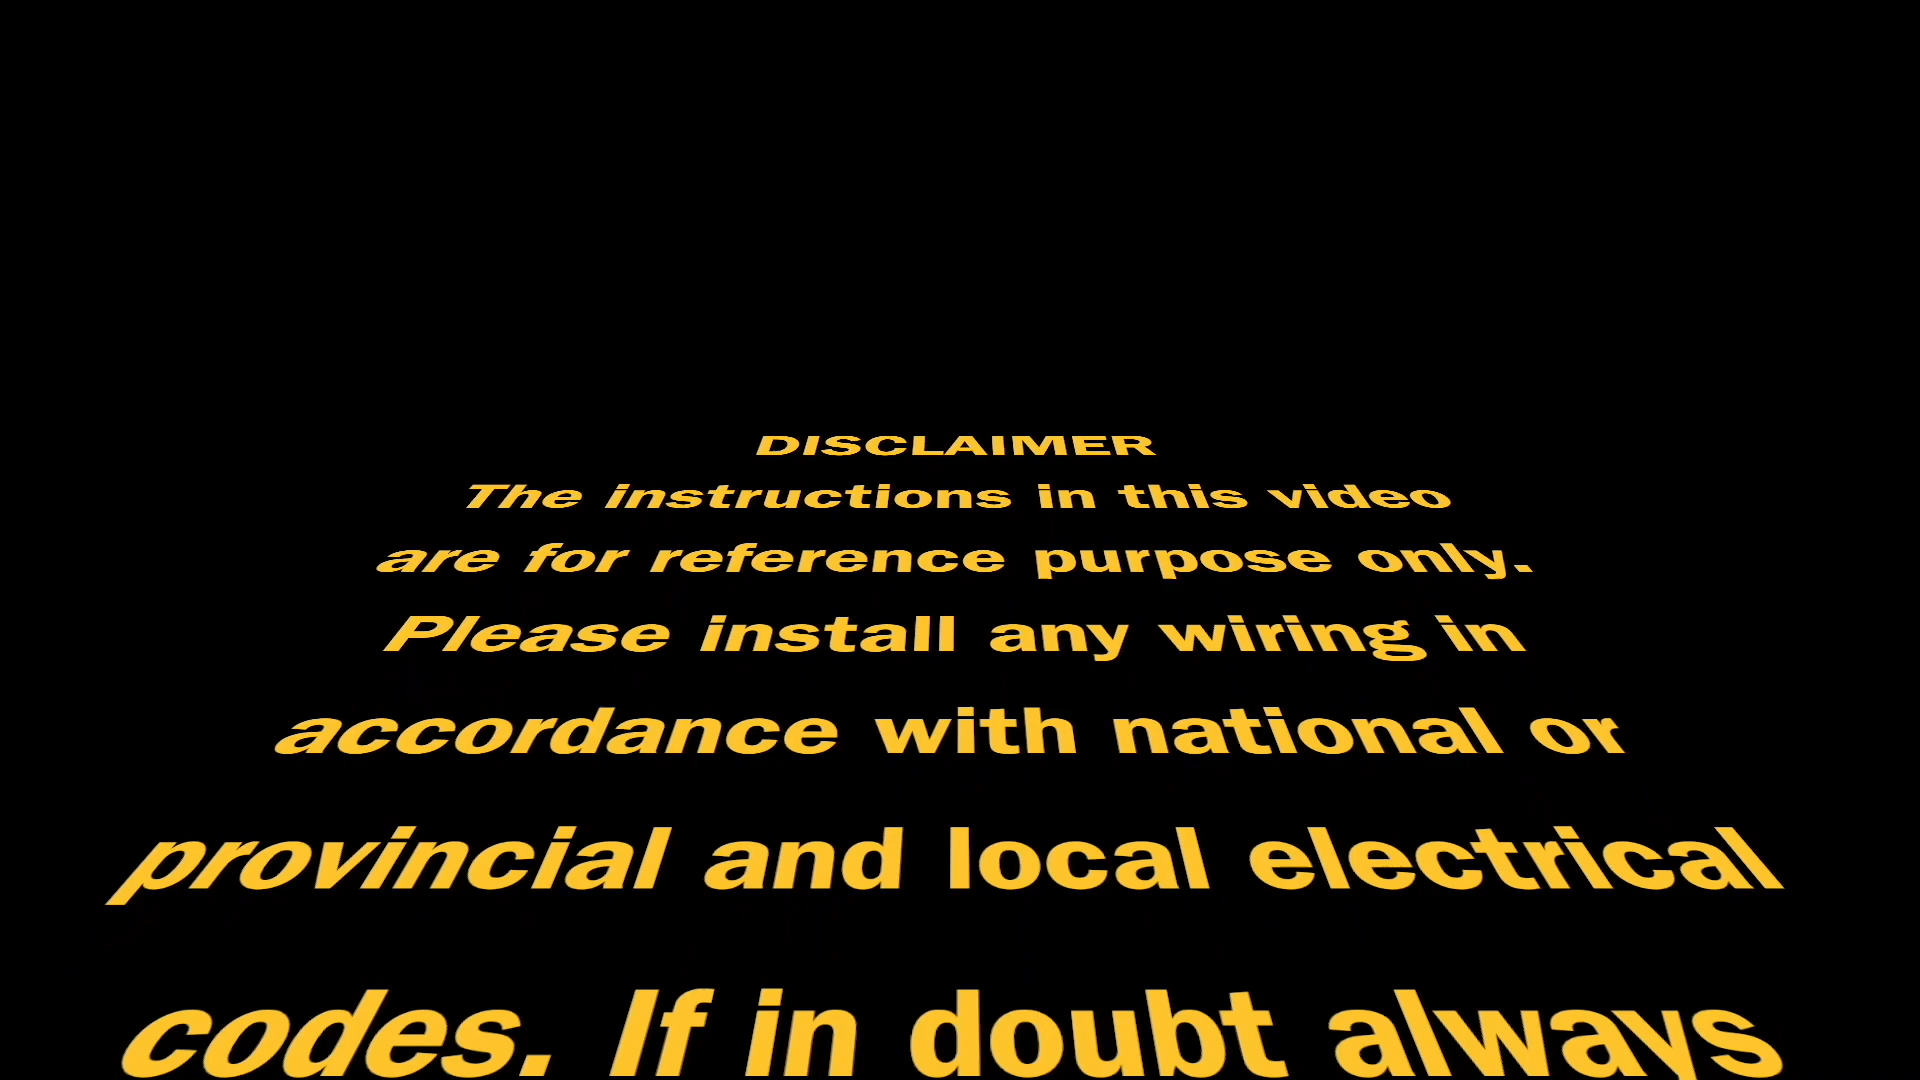 DISCLAIMER
The instructions in this video
are for reference purpose only.
Please install any wiring in
accordance with national or
provincial and local electrical
codes. If in doubt always